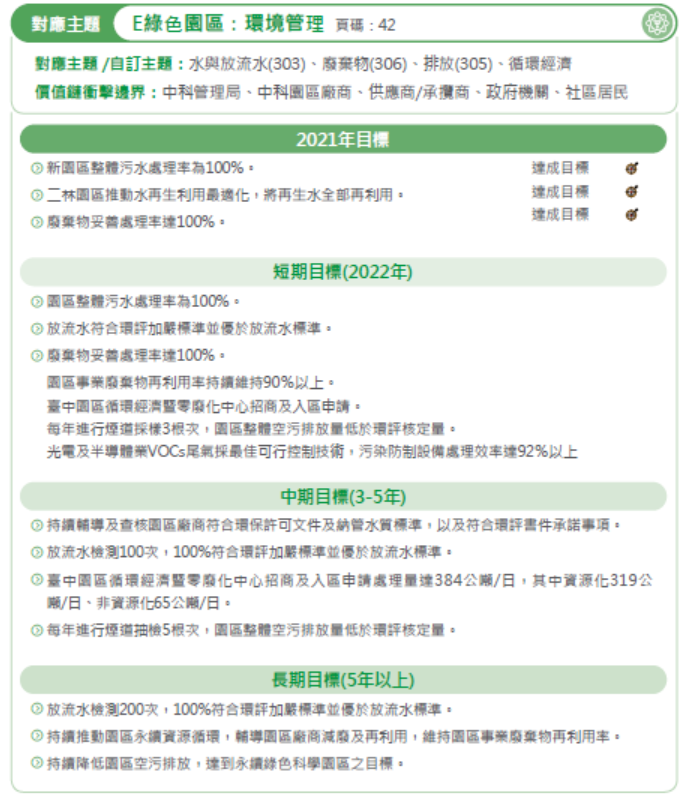 對應主題 E綠色園區：環境管理 頁碼：42
對應主題/自訂主題：水與放流水(303)、廢棄物(306)、排放(305)、循環經濟
價值鏈衝擊邊界：中科管理局、中科園區廠商、供應商/承攬商、政府機關、社區居民
2021年目標
新園區整體污水處理率為100%。 達成目標
二林園區推動水再生利用最適化，將再生水全部再利用。 達成目標
廢棄物妥善處理率達100%。 達成目標
短期目標(2022年)
園區整體污水處理率為100%。
放流水符合環評加嚴標準並優於放流水標準。
廢棄物妥善處理率達100%。
園區事業廢棄物再利用率持續維持90%以上。
臺中園區循環經濟暨零廢化中心招商及入區申請。
每年進行煙道採樣3根次，園區整體空污排放量低於環評核定量。
光電及半導體業VOCs尾氣採最佳可行控制技術，污染防制設備處理效率達92%以上
中期目標(3-5年)
持續輔導及查核園區廠商符合環保許可文件及納管水質標準，以及符合環評書件承諾事項。
放流水檢測100次，100%符合環評加嚴標準並優於放流水標準。
臺中園區循環經濟暨零廢化中心招商及入區申請處理量達384公噸/日，其中資源化319公
噸/日、非資源化65公噸/日。
每年進行煙道抽檢5根次，園區整體空污排放量低於環評核定量。
長期目標(5年以上)
放流水檢測200次，100%符合環評加嚴標準並優於放流水標準。
持續推動園區永續資源循環，輔導園區廠商減廢及再利用，維持園區事業廢棄物再利用率。
持續降低園區空污排放，達到永續綠色科學園區之目標。